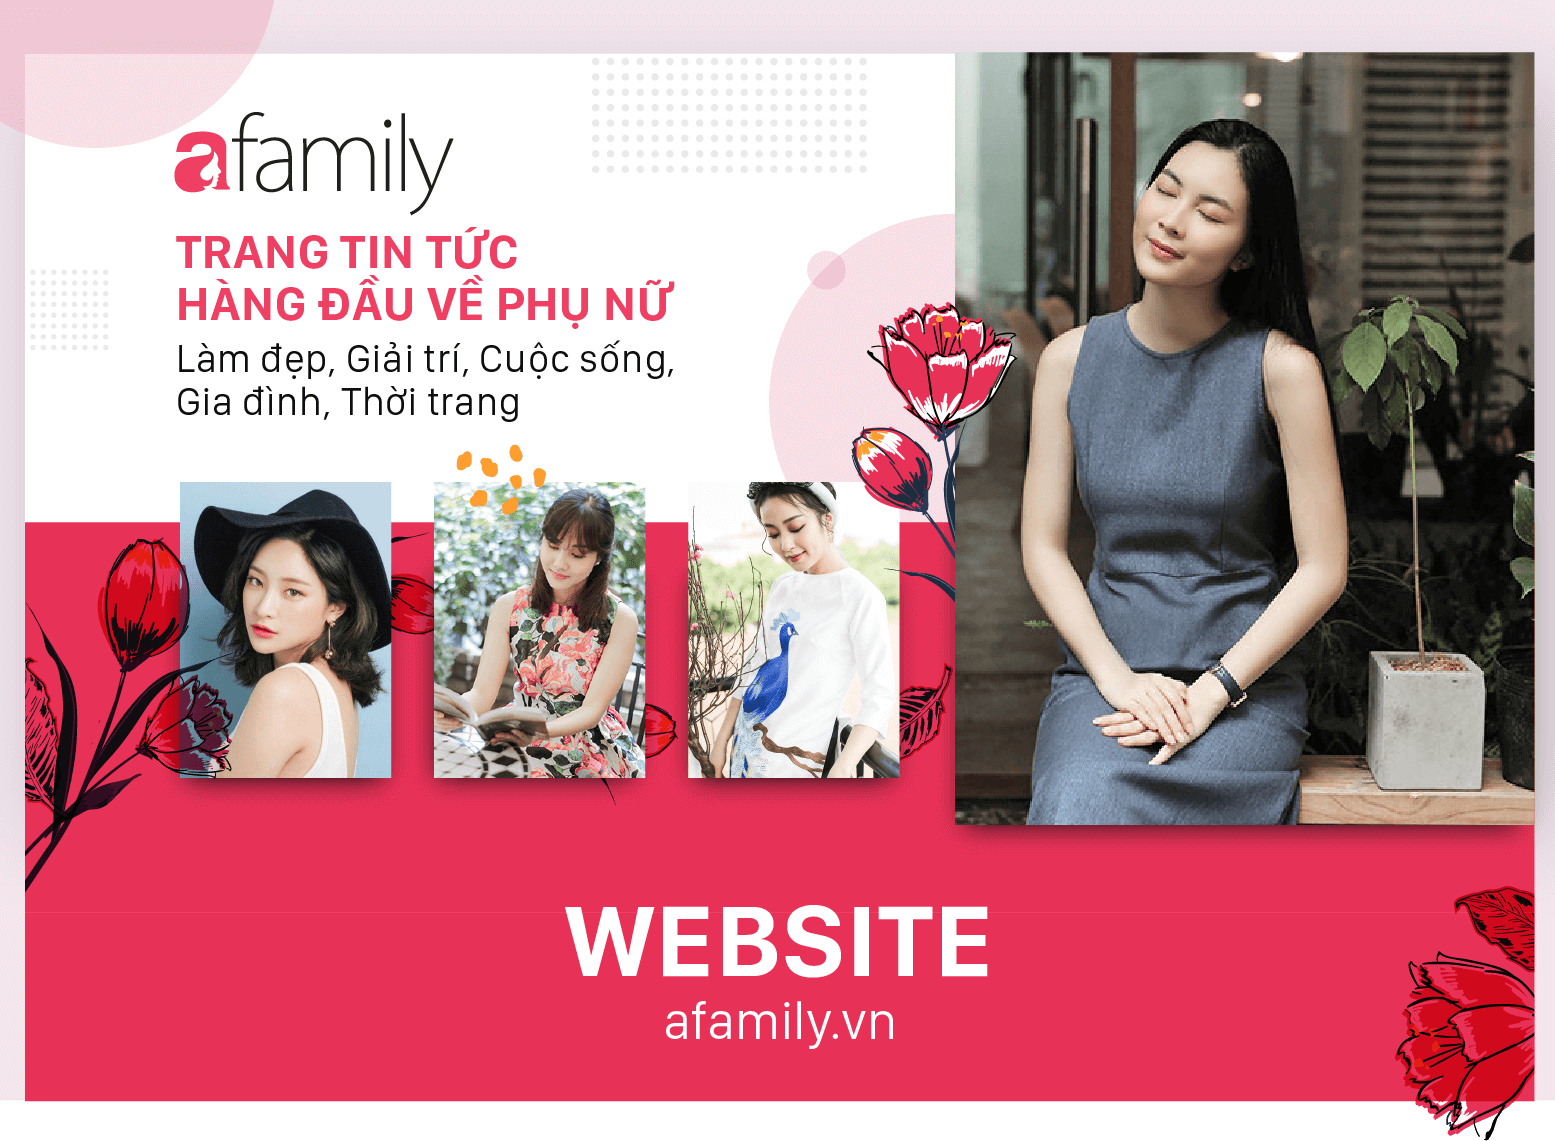 afamily
TRANG TIN TỨC
HÀNG ĐẦU VỀ PHỤ NỮ
Làm đẹp, Giải trí, Cuộc sống,
Gia đình, Thời trang
WEBSITE
afamily.vn